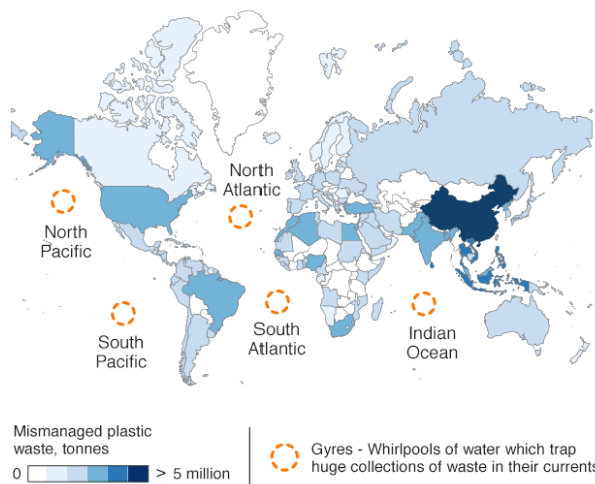 North
Atlantic
North
Pacific
South
Pacific
South
Atlantic
Indian
Ocean
Mismanaged plastic
waste, tonnes
0 > 5 million
Gyres - Whirlpools of water which trap
huge collections of waste in their currents